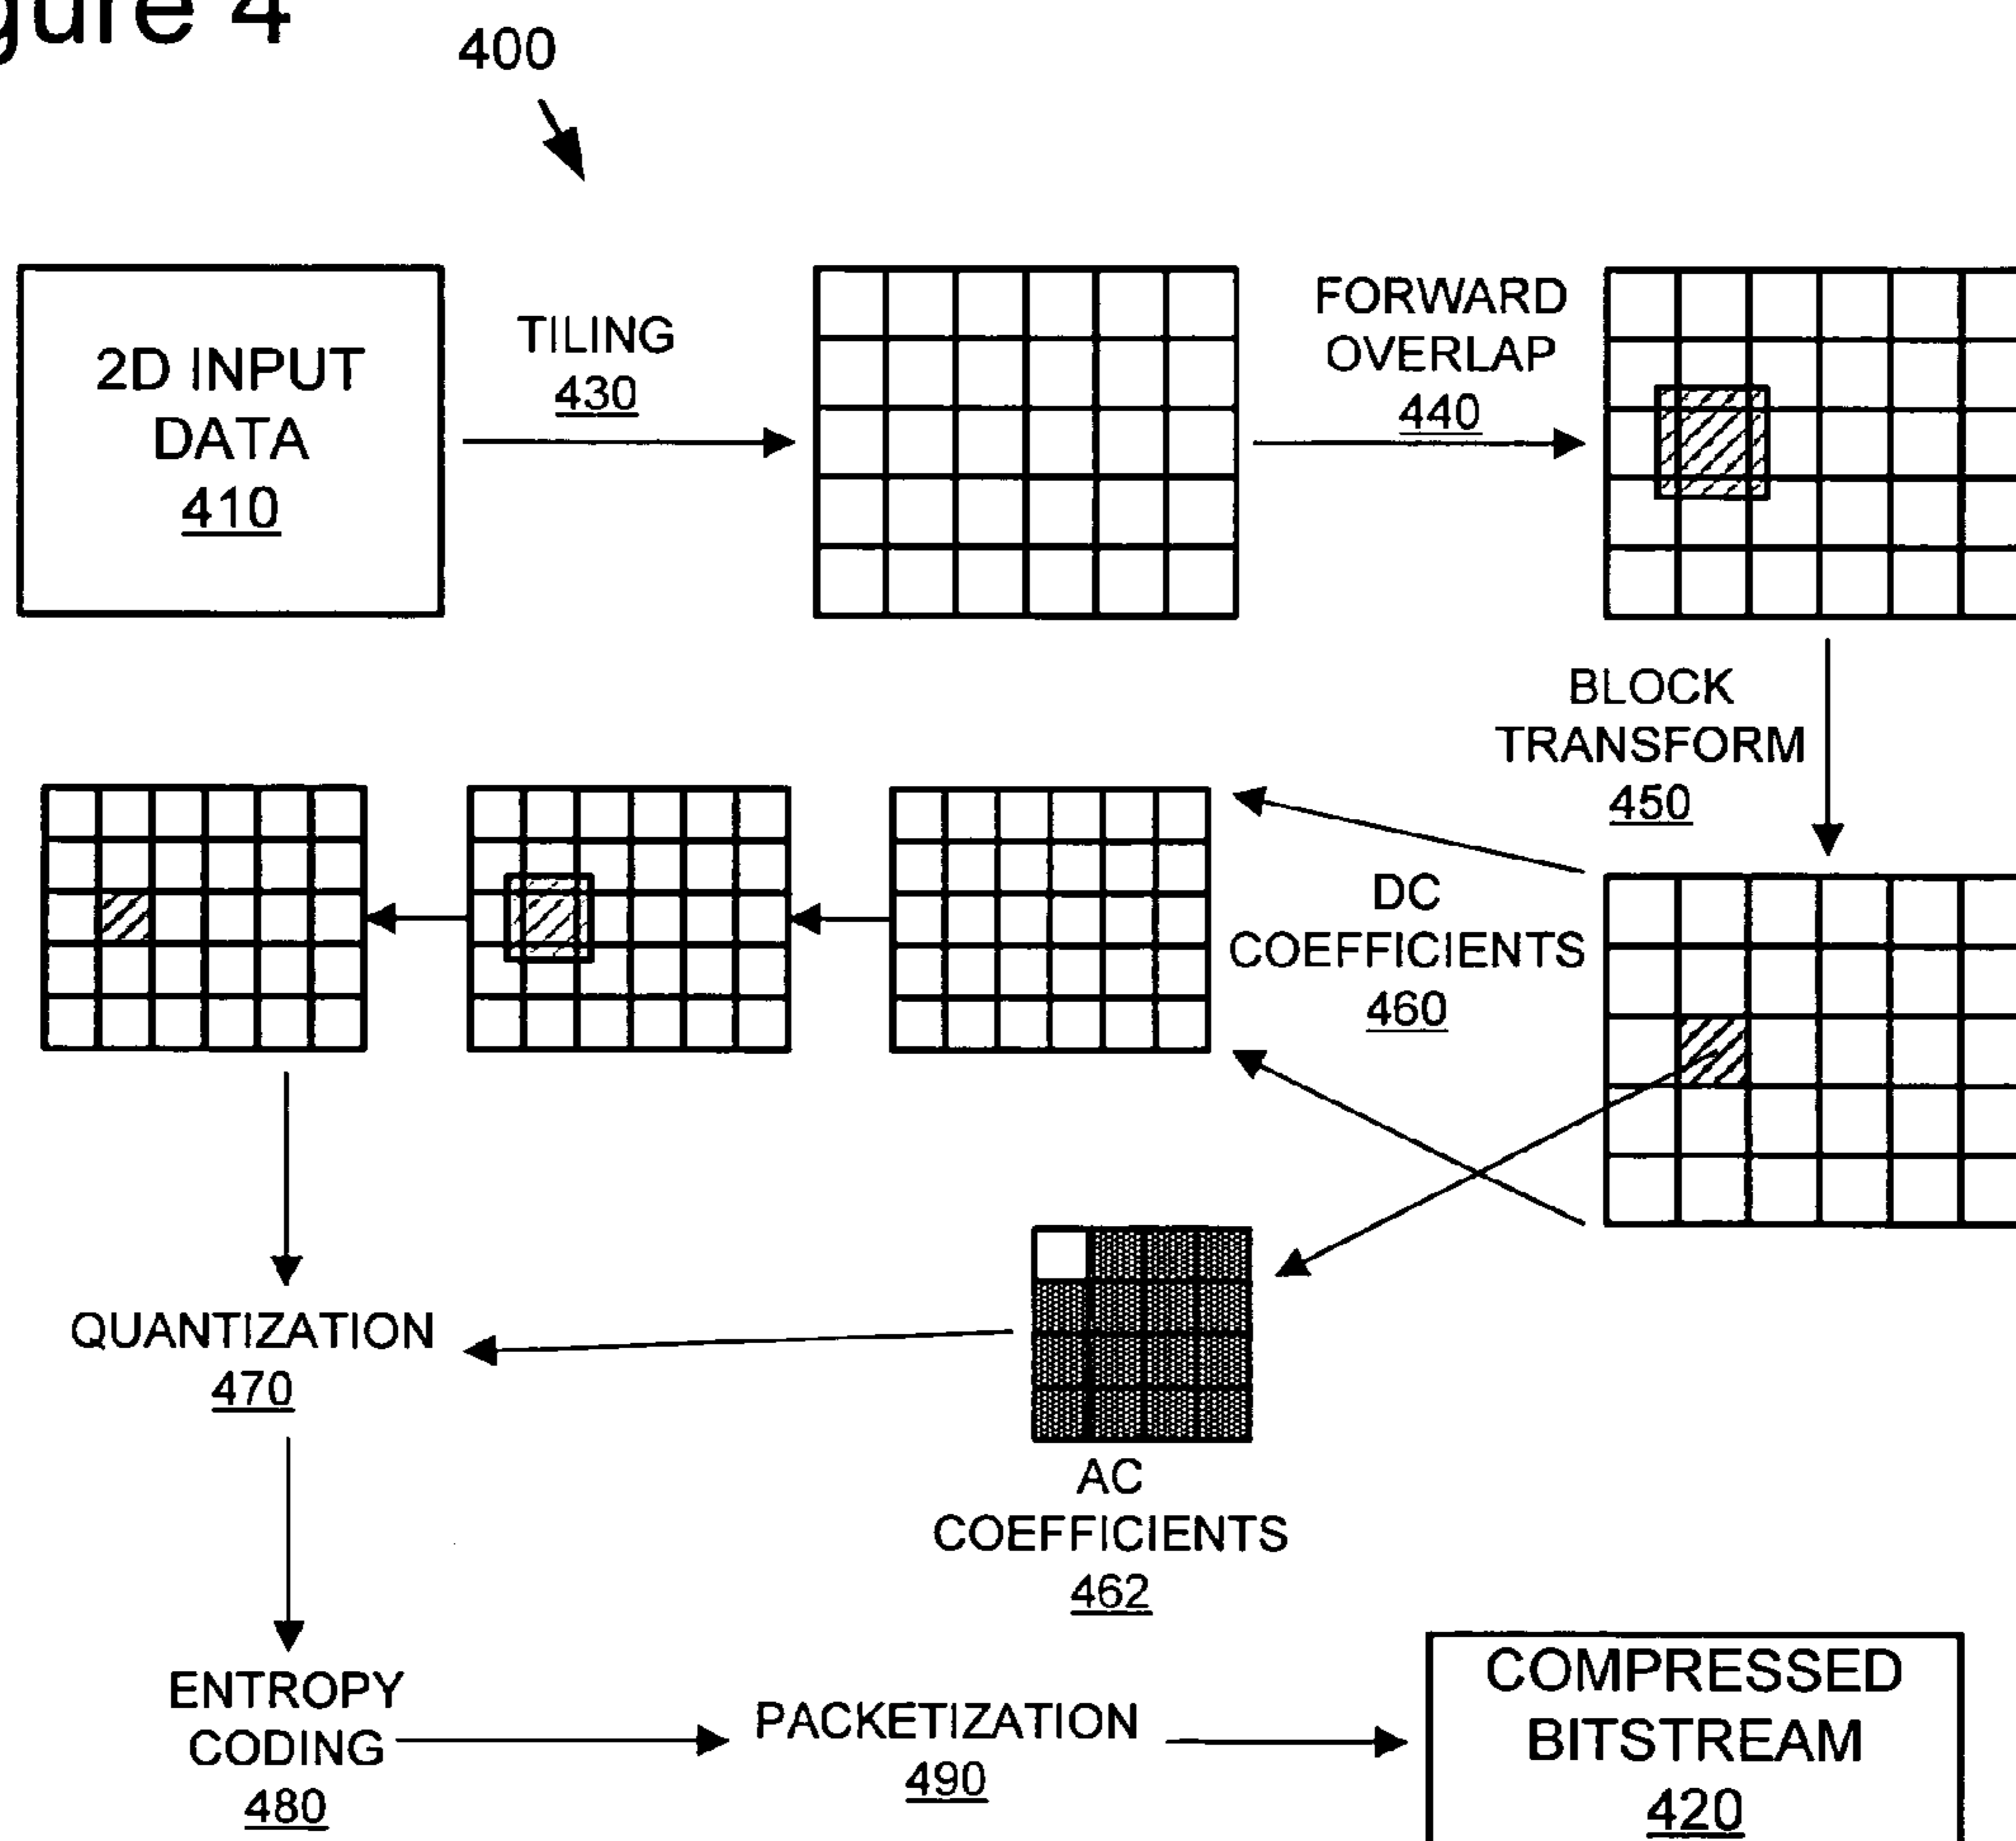 gure 4
400
2D INPUT
DATA
410
TILING
430
FORWARD
OVERLAP
440
BLOCK
TRANSFORM
450
DC
COEFFICIENTS
460
QUANTIZATION
470
AC
COEFFICIENTS
462
ENTROPY
CODING
480
PACKETIZATION
490
COMPRESSED
BITSTREAM
420